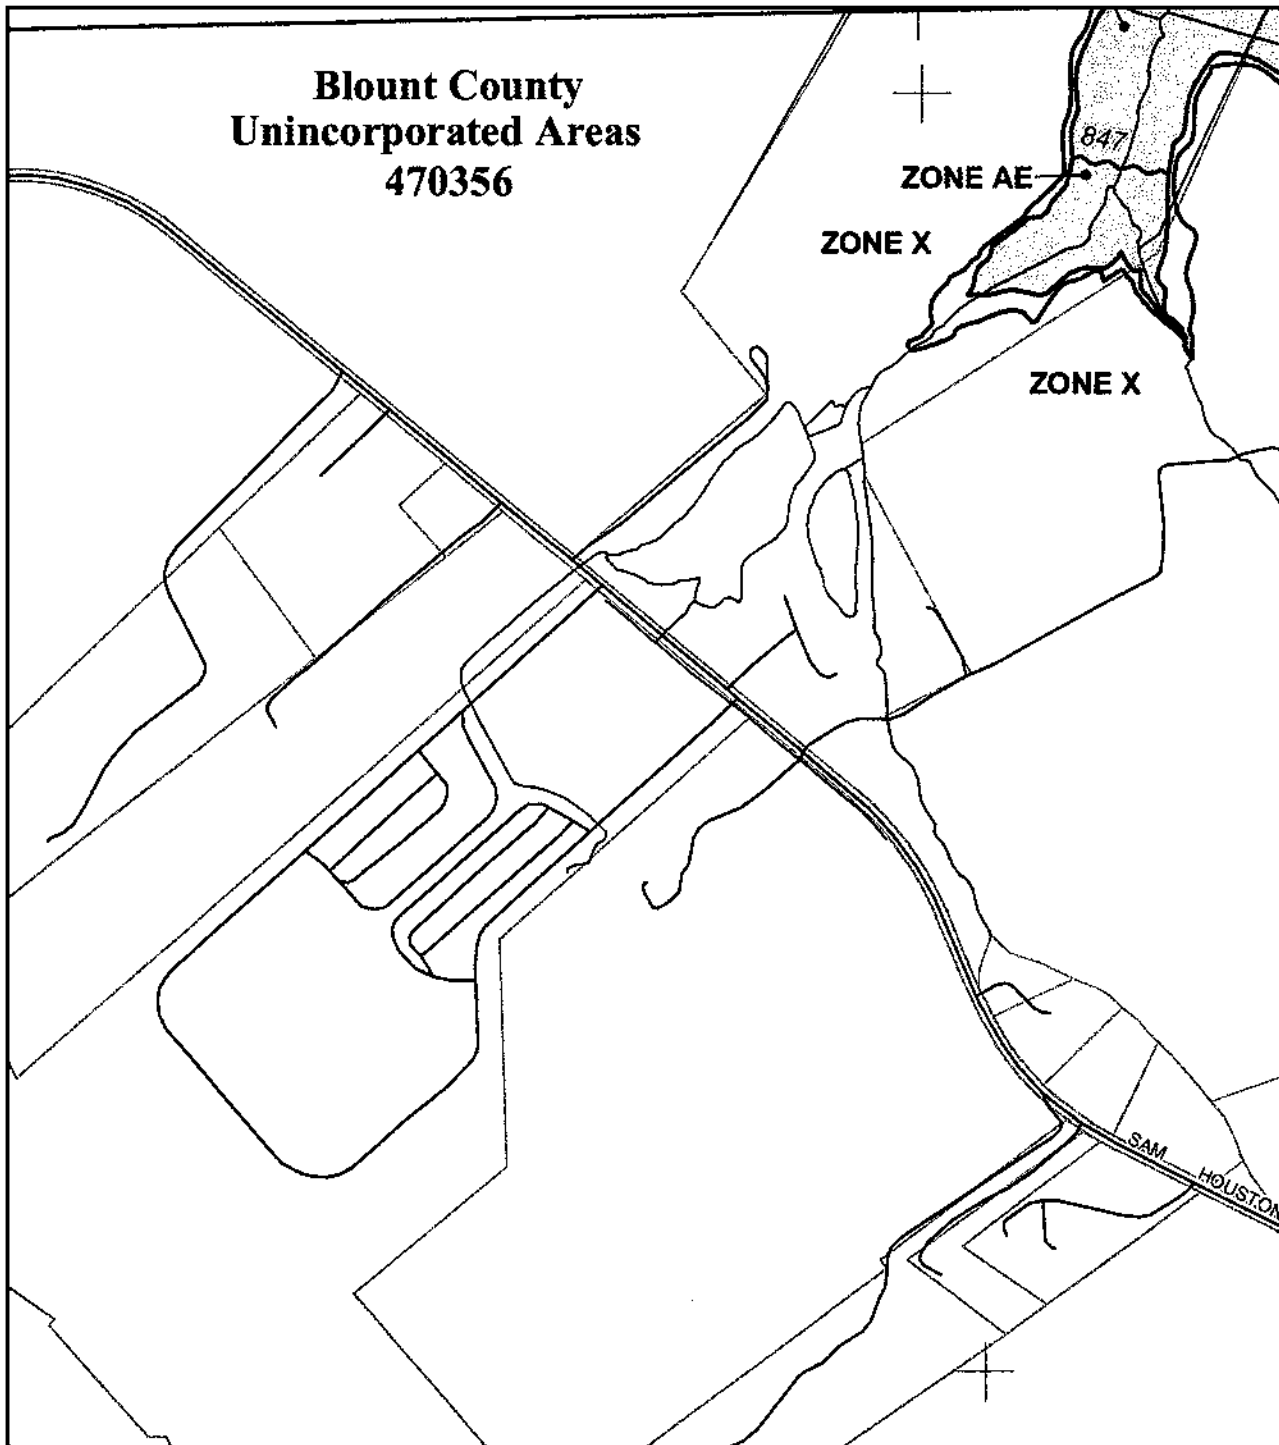 Blount County
Unincorporated Areas
470356
847
ZONE AE
ZONE X
ZONE X
SAM HOUSTON